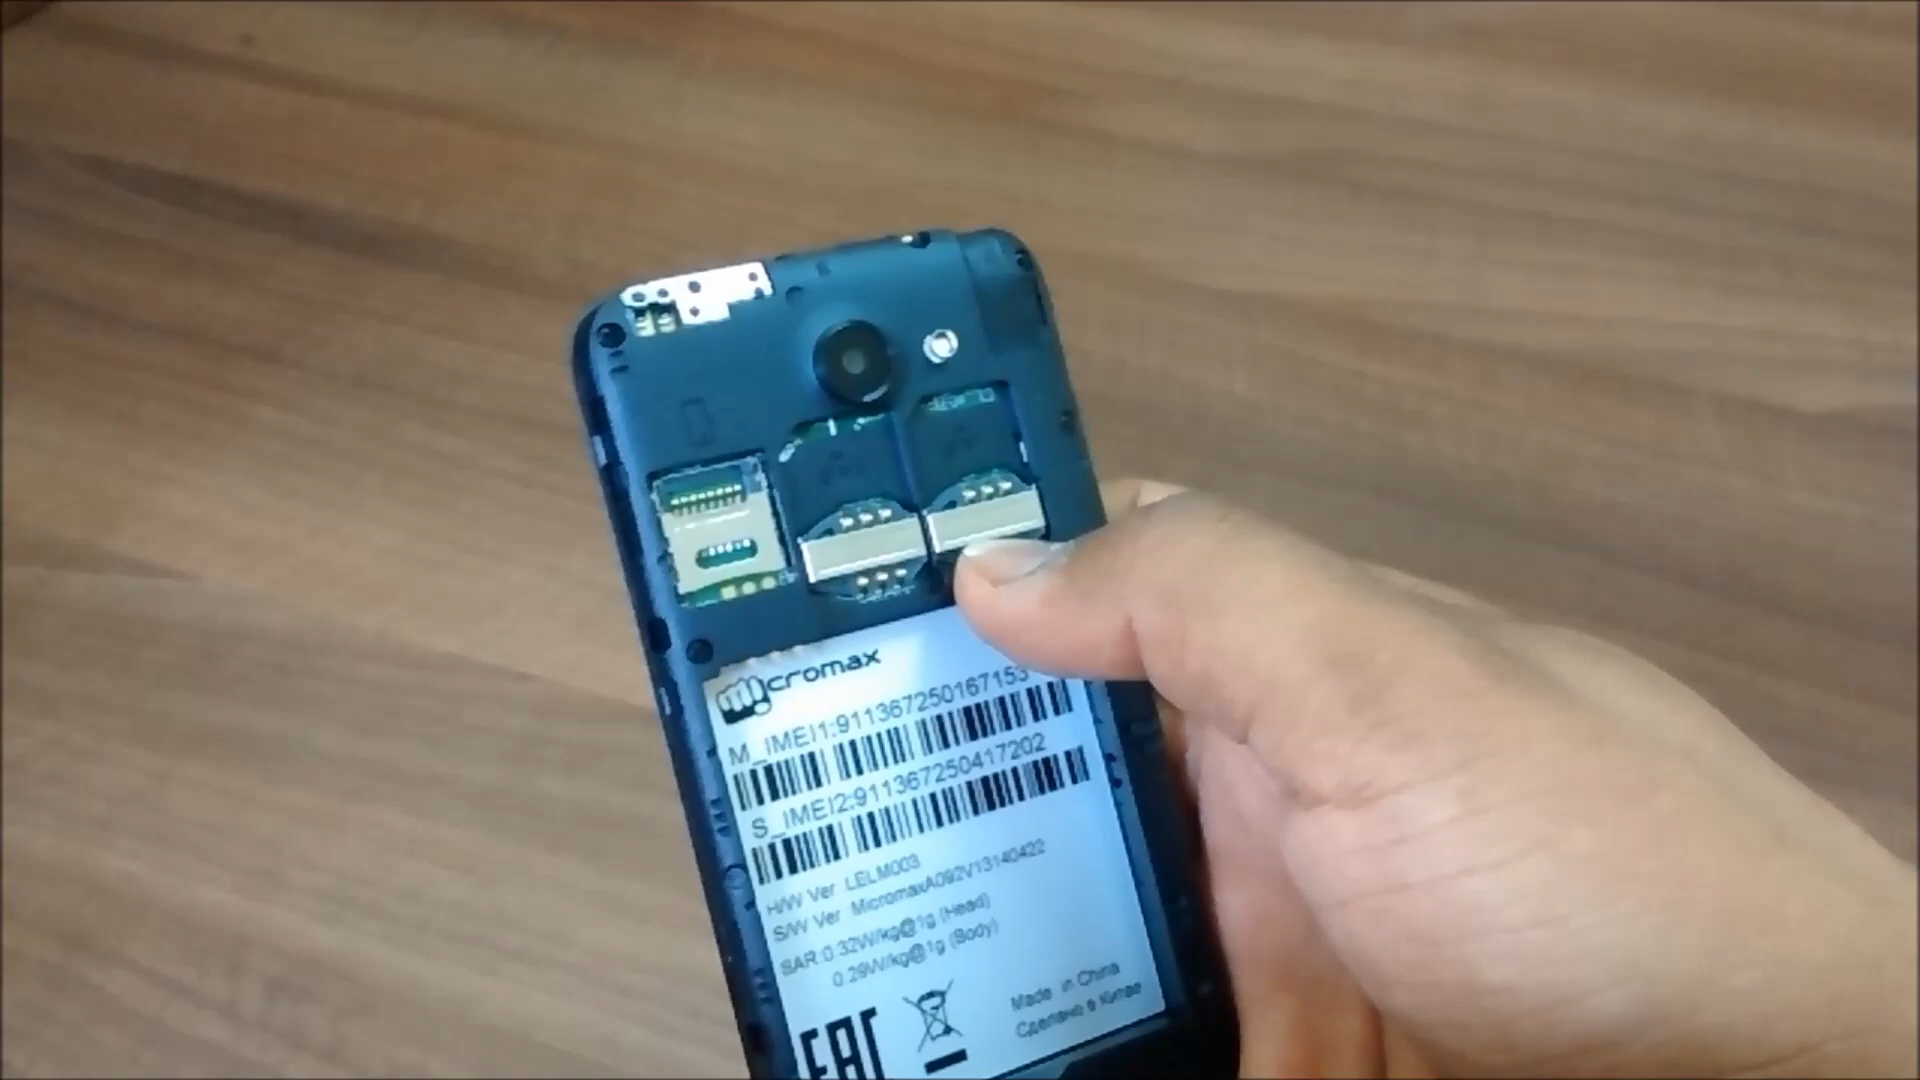 micromax
M_IMEI1:911367250167153
S_IMEI2:911367250417202
H/W Ver LELM003
S/W Ver MicromaxA092V13140422
SAR:0.32W/kg@1g (Head)
0.29W/kg@1g (Body)
Made in China
Сделано в Китае
EAC